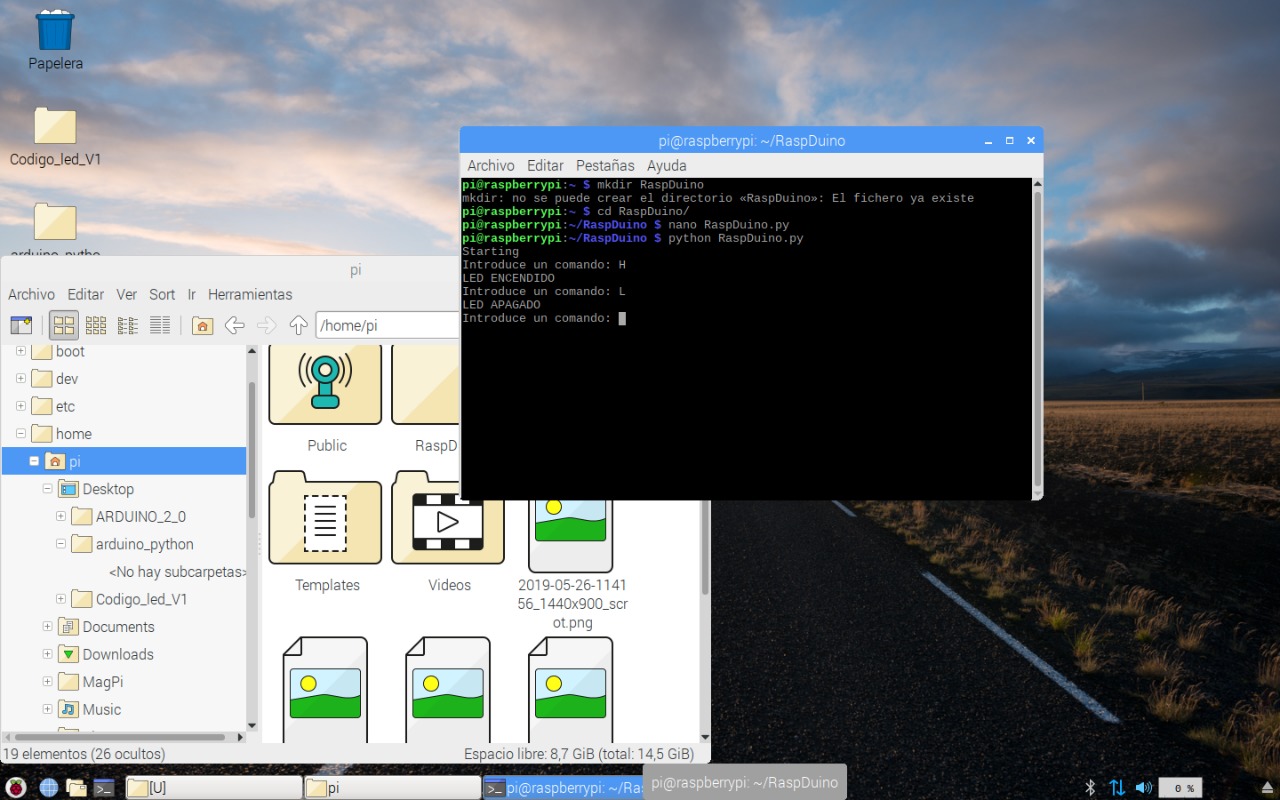 Papelera
Codigo_led_V1
arduino_pytho
pi@raspberrypi: ~/RaspDuino
Archivo Editar Pestañas Ayuda
pi@raspberrypi:~ $ mkdir RaspDuino
mkdir: no se puede crear el directorio «RaspDuino»: El fichero ya existe
pi@raspberrypi:~ $ cd RaspDuino/
pi@raspberrypi:~/RaspDuino $ nano RaspDuino.py
pi@raspberrypi:~/RaspDuino $ python RaspDuino.py
Starting
Introduce un comando: H
LED ENCENDIDO
Introduce un comando: L
LED APAGADO
Introduce un comando:
pi
Archivo Editar Ver Sort Ir Herramientas
/home/pi
boot
dev
etc
home
pi
Desktop
ARDUINO_2_0
arduino_python
<No hay subcarpetas>
Codigo_led_V1
Documents
Downloads
MagPi
Music
Public
RaspD
Templates
Videos
2019-05-26-1141
56_1440x900_scr
ot.png
19 elementos (26 ocultos)
Espacio libre: 8,7 GiB (total: 14,5 GiB)
[U]
pi
pi@raspberrypi: ~/Ras
pi@raspberrypi: ~/RaspDuino
0 %